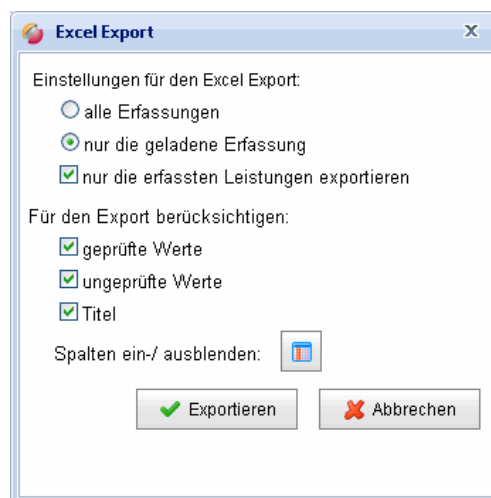 Excel Export
Einstellungen für den Excel Export:
alle Erfassungen
nur die geladene Erfassung
nur die erfassten Leistungen exportieren
Für den Export berücksichtigen:
geprüfte Werte
ungeprüfte Werte
Titel
Spalten ein-/ ausblenden:
Exportieren Abbrechen